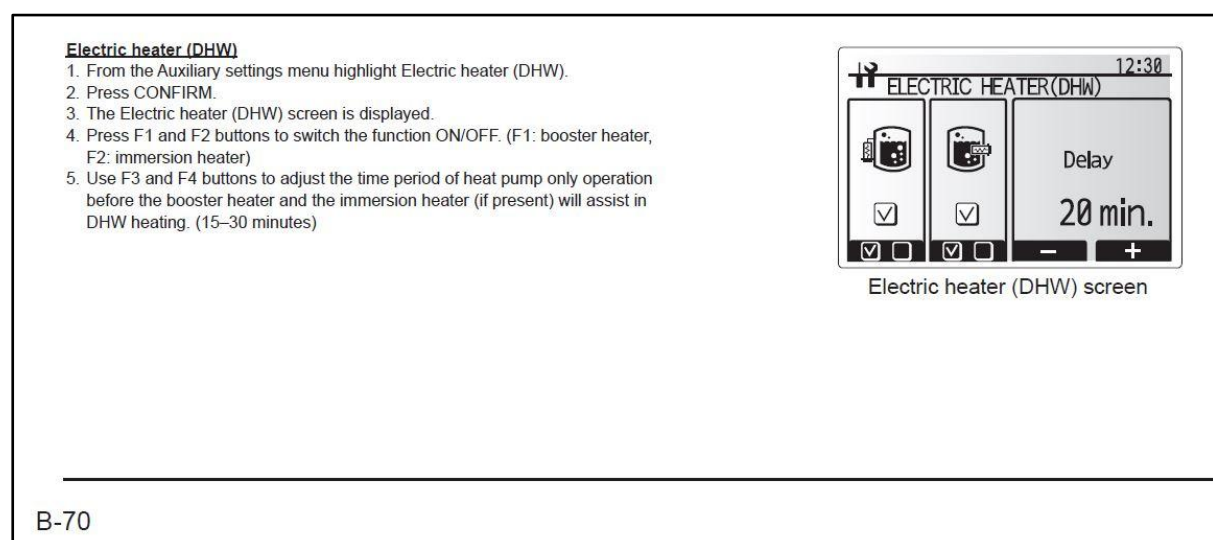 Electric heater (DHW)
1. From the Auxiliary settings menu highlight Electric heater (DHW).
2. Press CONFIRM.
3. The Electric heater (DHW) screen is displayed.
4. Press F1 and F2 buttons to switch the function ON/OFF. (F1: booster heater,
F2: immersion heater)
5. Use F3 and F4 buttons to adjust the time period of heat pump only operation
before the booster heater and the immersion heater (if present) will assist in
DHW heating. (15–30 minutes)
12:30
ELECTRIC HEATER(DHW)
Delay
20 min.
Electric heater (DHW) screen
B-70